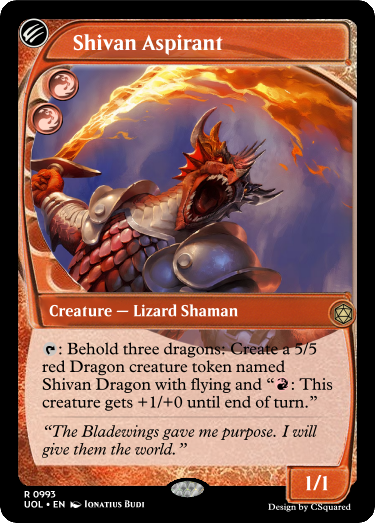 Shivan Aspirant
Creature — Lizard Shaman
: Behold three dragons: Create a 5/5
red Dragon creature token named
Shivan Dragon with flying and “: This
creature gets +1/+0 until end of turn.”
“The Bladewings gave me purpose. I will
give them the world.”
1/1
R 0993
UOL • EN Ionatius Budi
Design by CSquared